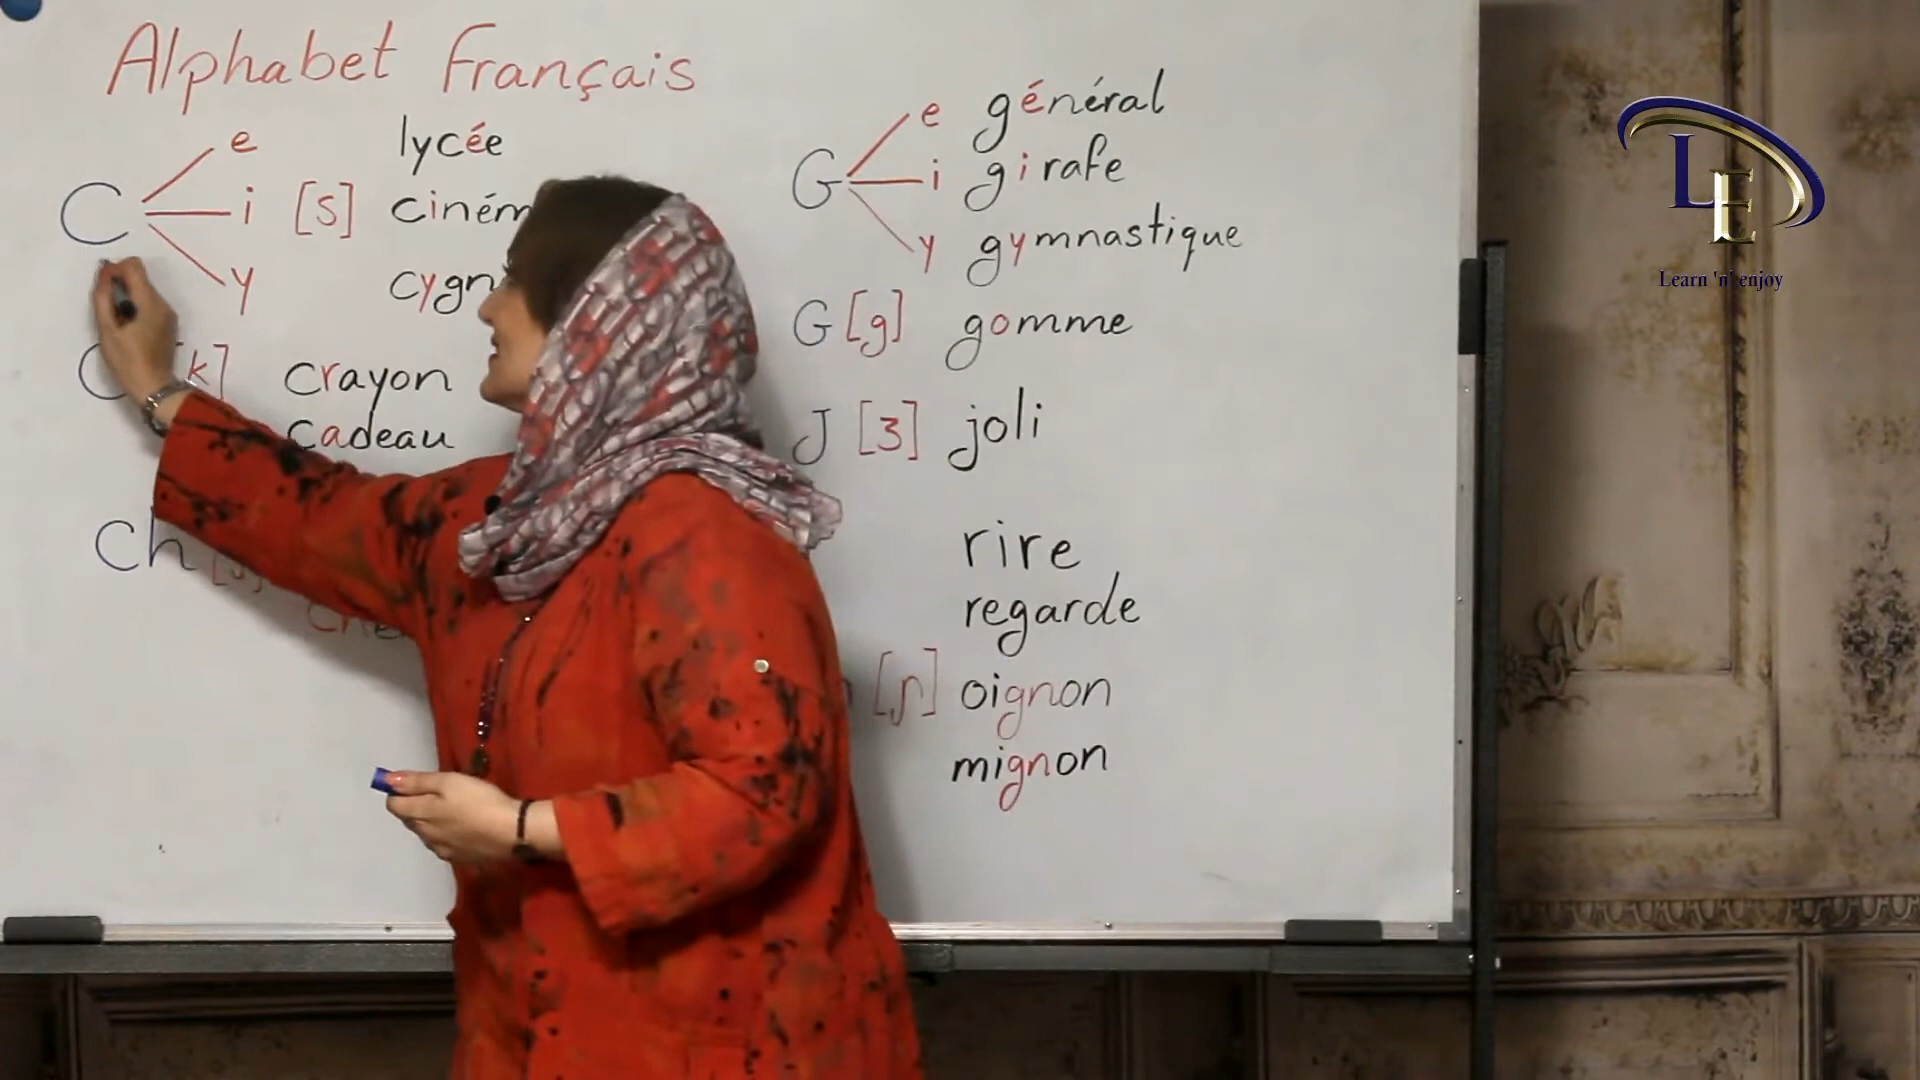 Alphabet Français
C e lycée
i [s] ciném
y cygn
[k] crayon
cadeau
Ch
G e général
i girafe
y gymnastique
G [g] gomme
J [ʒ] joli
rire
regarde
[ɲ] oignon
mignon
LE
Learn 'n' enjoy